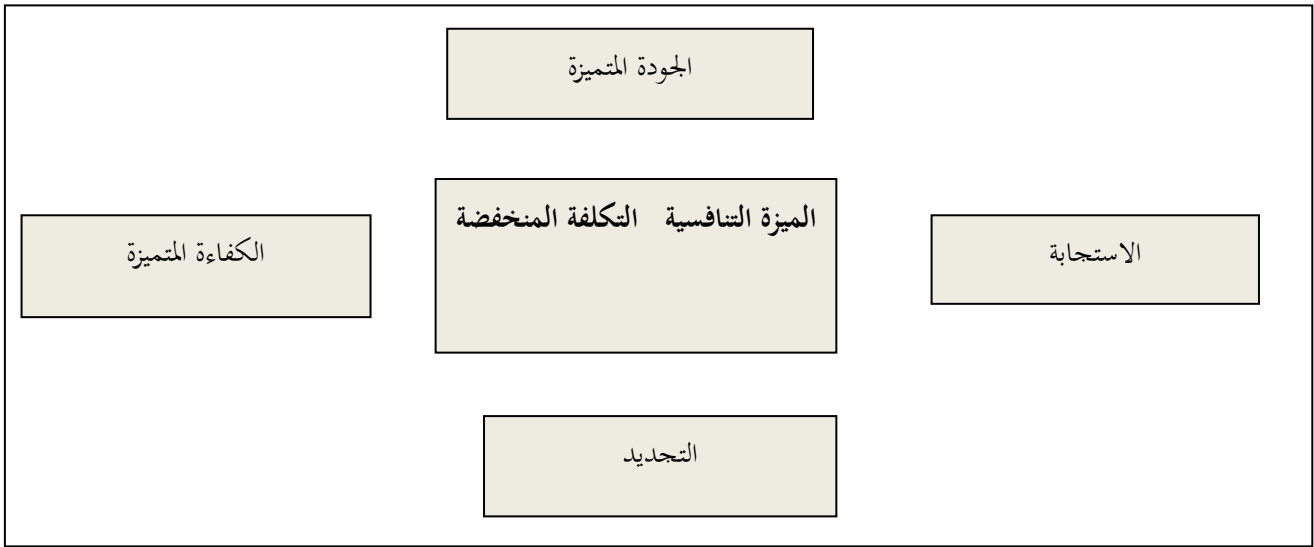 الجودة المتميزة
الميزة التنافسية التكلفة المنخفضة
الاستجابة
الكفاءة المتميزة
التجديد